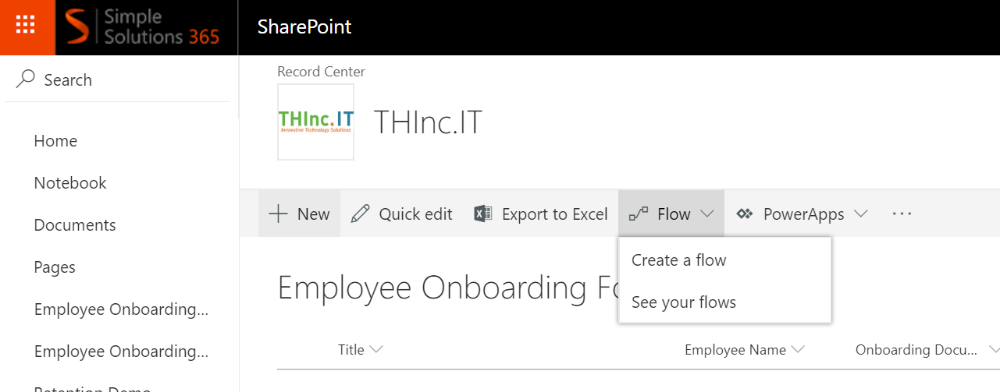 Simple
Solutions 365
SharePoint
Search
Home
Notebook
Documents
Pages
Employee Onboarding...
Employee Onboarding...
Retention Demo
Record Center
THInc.IT
Innovative Technology Solutions
THInc.IT
New
Quick edit
Export to Excel
Flow
PowerApps
...
Create a flow
See your flows
Employee Onboarding
Title
Employee Name
Onboarding Docu...